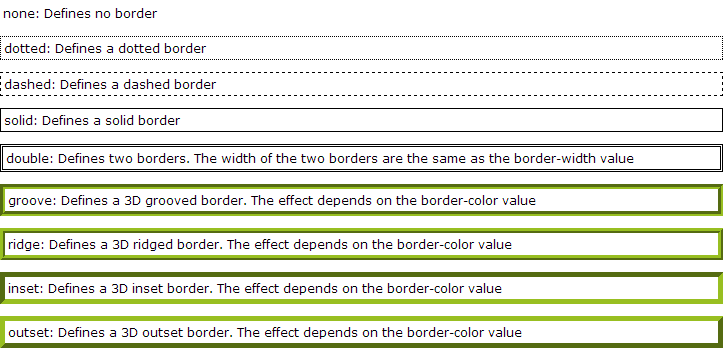 none: Defines no border
dotted: Defines a dotted border
dashed: Defines a dashed border
solid: Defines a solid border
double: Defines two borders. The width of the two borders are the same as the border-width value
groove: Defines a 3D grooved border. The effect depends on the border-color value
ridge: Defines a 3D ridged border. The effect depends on the border-color value
inset: Defines a 3D inset border. The effect depends on the border-color value
outset: Defines a 3D outset border. The effect depends on the border-color value